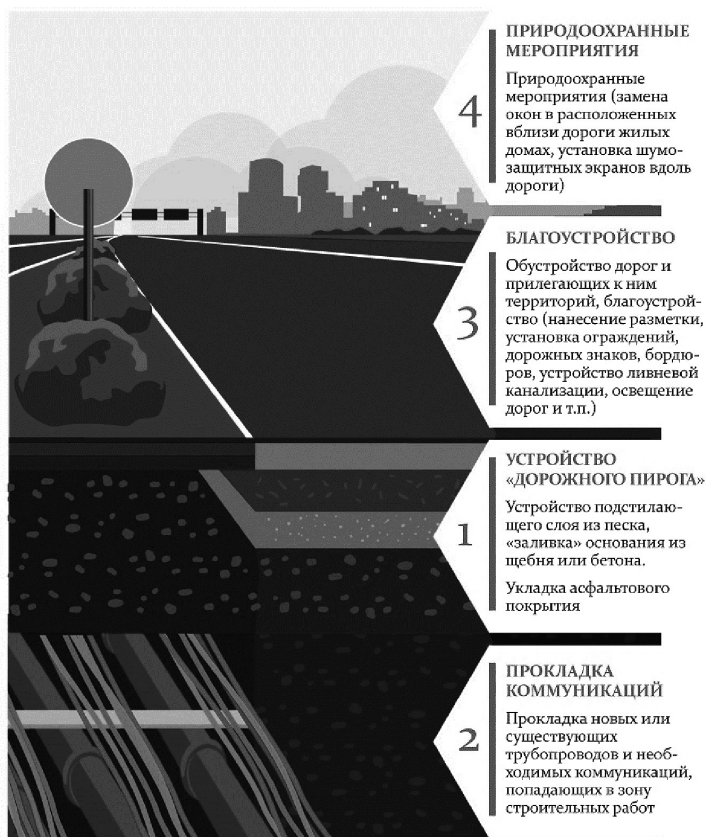 4
ПРИРОДООХРАННЫЕ
МЕРОПРИЯТИЯ
Природоохранные
мероприятия (замена
окон в расположенных
вблизи дороги жилых
домах, установка шумо-
защитных экранов вдоль
дороги)
3
БЛАГОУСТРОЙСТВО
Обустройство дорог и
прилегающих к ним
территорий, благоустрой-
ство (нанесение разметки,
установка ограждений,
дорожных знаков, бордю-
ров, устройство ливневой
канализации, освещение
дорог и т.п.)
1
УСТРОЙСТВО
«ДОРОЖНОГО ПИРОГА»
Устройство подстилаю-
щего слоя из песка,
«заливка» основания из
щебня или бетона.
Укладка асфальтового
покрытия
2
ПРОКЛАДКА
КОММУНИКАЦИЙ
Прокладка новых или
существующих
трубопроводов и необ-
ходимых коммуникаций,
попадающих в зону
строительных работ